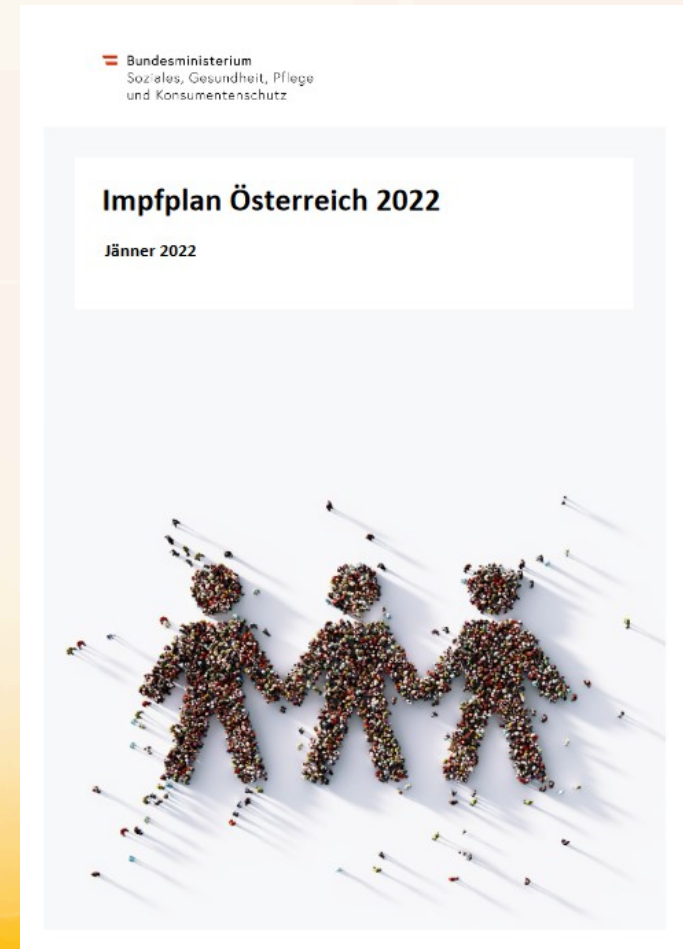 Bundesministerium
Soziales, Gesundheit, Pflege
und Konsumentenschutz
Impfplan Österreich 2022
Jänner 2022